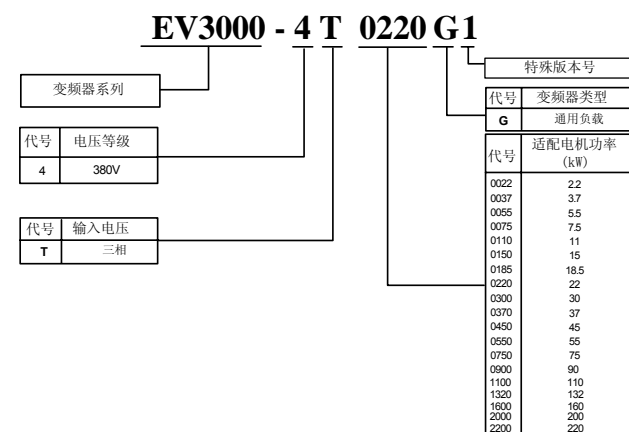 EV3000 - 4 T 0220 G1
特殊版本号
变频器系列
代号 变频器类型
G 通用负载
代号 电压等级
4 380V
代号 适配电机功率
(kW)
0022 2.2
0037 3.7
0055 5.5
0075 7.5
0110 11
0150 15
0185 18.5
0220 22
0300 30
0370 37
0450 45
0550 55
0750 75
0900 90
1100 110
1320 132
1600 160
2000 200
2200 220
代号 输入电压
T 三相